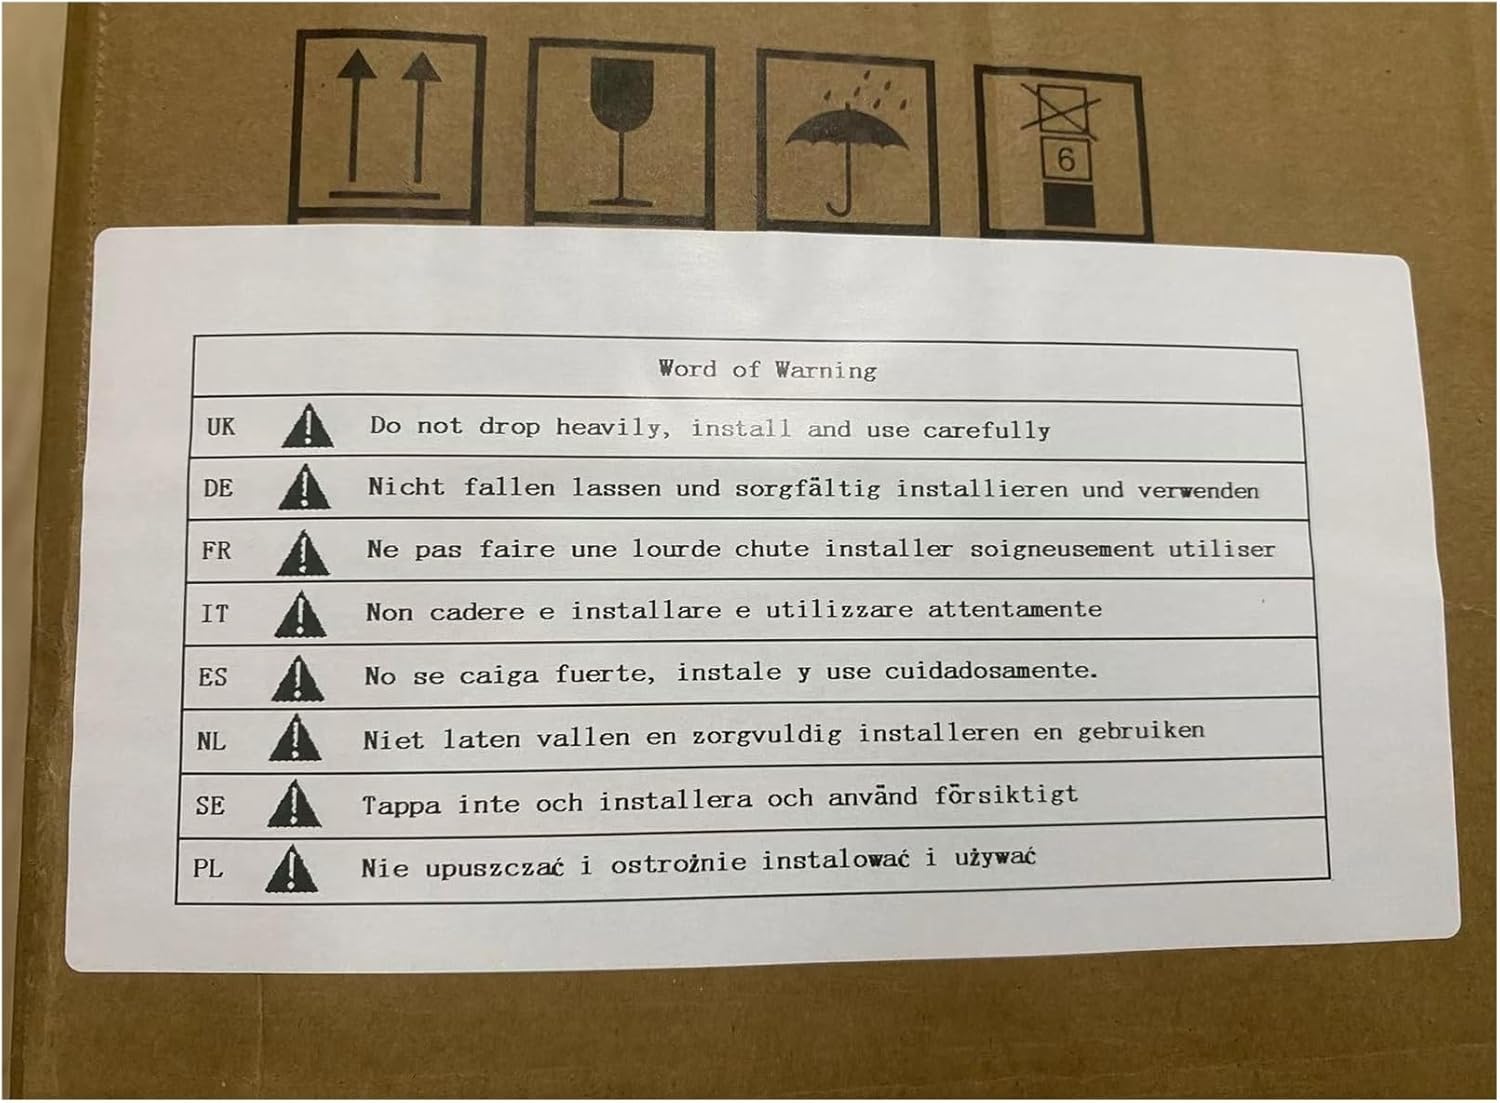 6
Word of Warning
UK Do not drop heavily, install and use carefully
DE Nicht fallen lassen und sorgfältig installieren und verwenden
FR Ne pas faire une lourde chute installer soigneusement utiliser
IT Non cadere e installare e utilizzare attentamente
ES No se caiga fuerte, instale y use cuidadosamente.
NL Niet laten vallen en zorgvuldig installeren en gebruiken
SE Tappa inte och installera och använd försiktigt
PL Nie upuszczać i ostrożnie instalować i używać